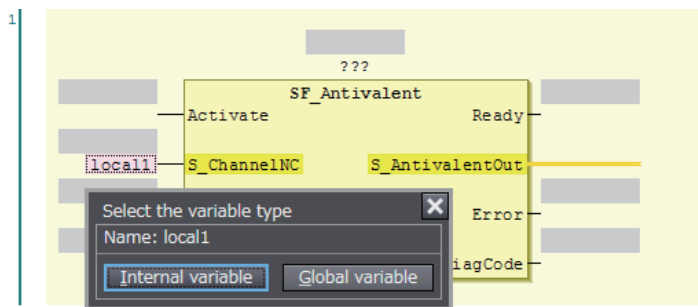 1
???
SF_Antivalent
Activate Ready
local1 S_ChannelNC S_AntivalentOut
Select the variable type
Name: local1
Error
Internal variable Global variable
iagCode